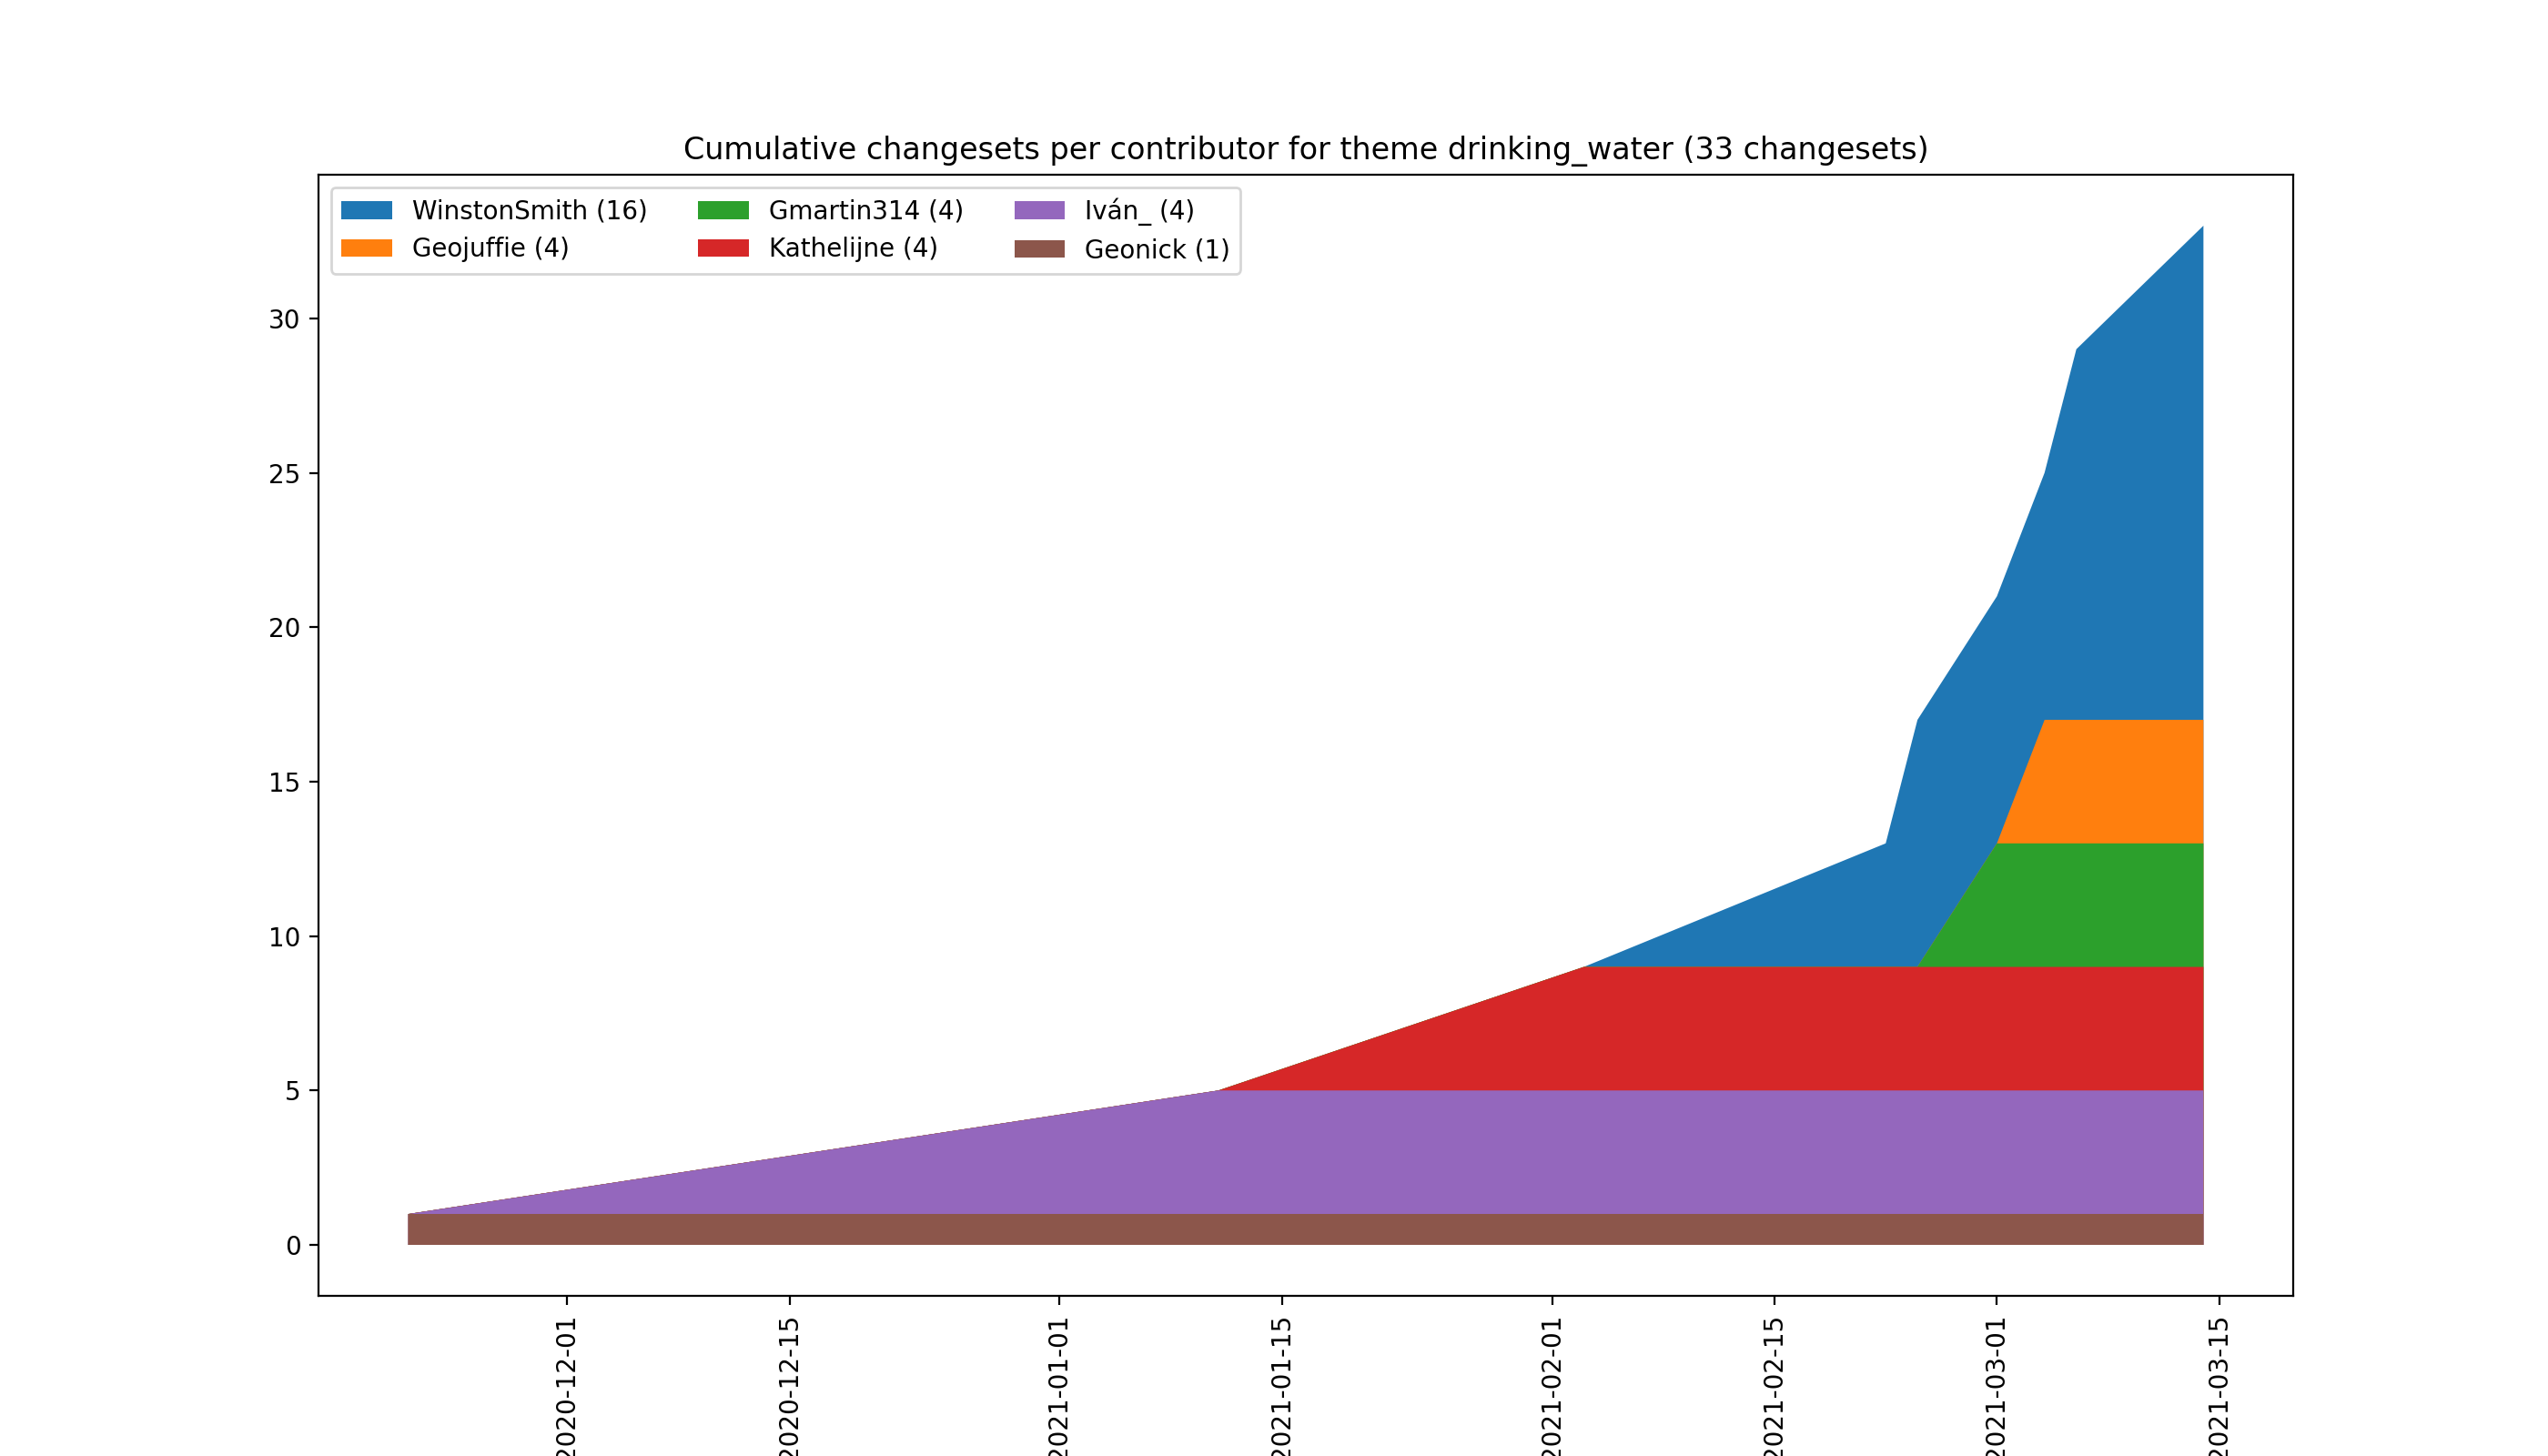 Cumulative changesets per contributor for theme drinking_water (33 changesets)
WinstonSmith (16)
Geojuffie (4)
Gmartin314 (4)
Kathelijne (4)
Iván_ (4)
Geonick (1)
30
25
20
15
10
5
0
2020-12-01
2020-12-15
2021-01-01
2021-01-15
2021-02-01
2021-02-15
2021-03-01
2021-03-15